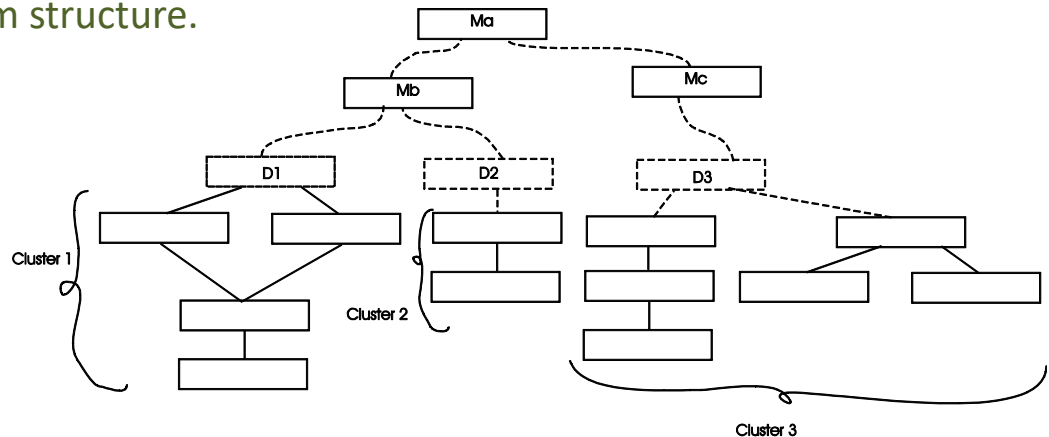 m structure.
Ma
Mb
Mc
D1
D2
D3
Cluster 1
Cluster 2
Cluster 3